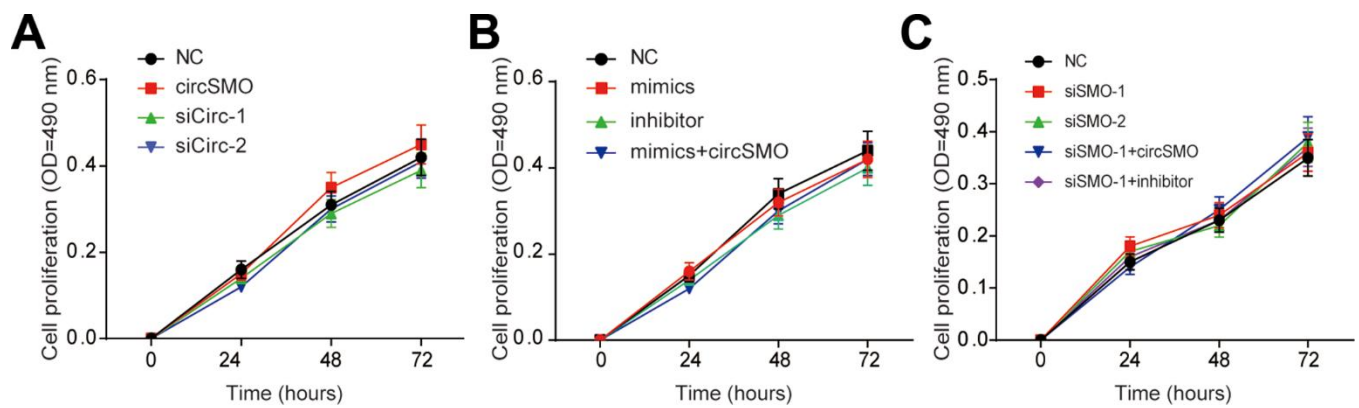 A
NC
circSMO
siCirc-1
siCirc-2
Cell proliferation (OD=490 nm)
0.6
0.4
0.2
0.0
0 24 48 72
Time (hours)
B
NC
mimics
inhibitor
mimics+circSMO
Cell proliferation (OD=490 nm)
0.6
0.4
0.2
0.0
0 24 48 72
Time (hours)
C
NC
siSMO-1
siSMO-2
siSMO-1+circSMO
siSMO-1+inhibitor
Cell proliferation (OD=490 nm)
0.5
0.4
0.3
0.2
0.1
0.0
0 24 48 72
Time (hours)